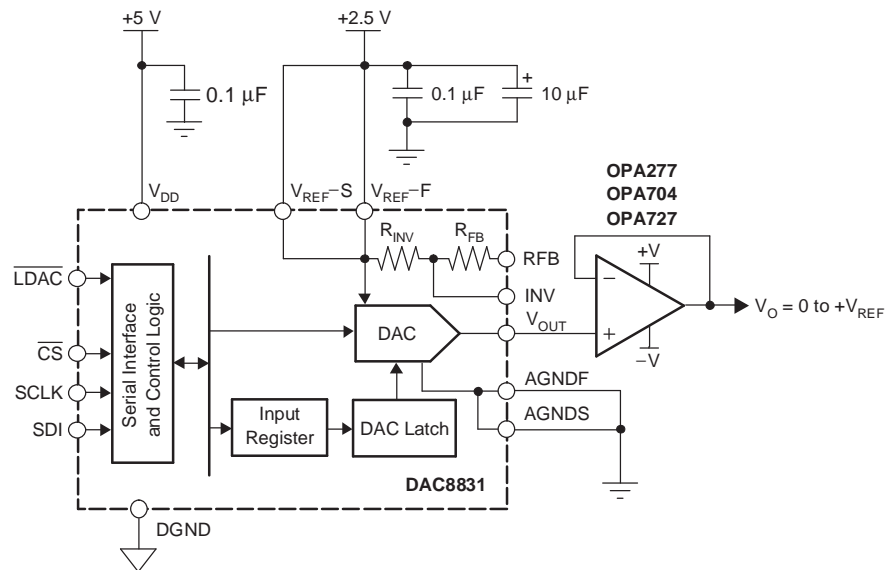 +5 V
+2.5 V
0.1 μF
0.1 μF
+
10 μF
OPA277
OPA704
OPA727
V_DD
V_REF−S
V_REF−F
R_INV
R_FB
RFB
+V
LDAC
INV
−
V_OUT
V_O = 0 to +V_REF
Serial Interface
and Control Logic
DAC
+
CS
−V
SCLK
AGNDF
SDI
Input
Register
DAC Latch
AGNDS
DAC8831
DGND